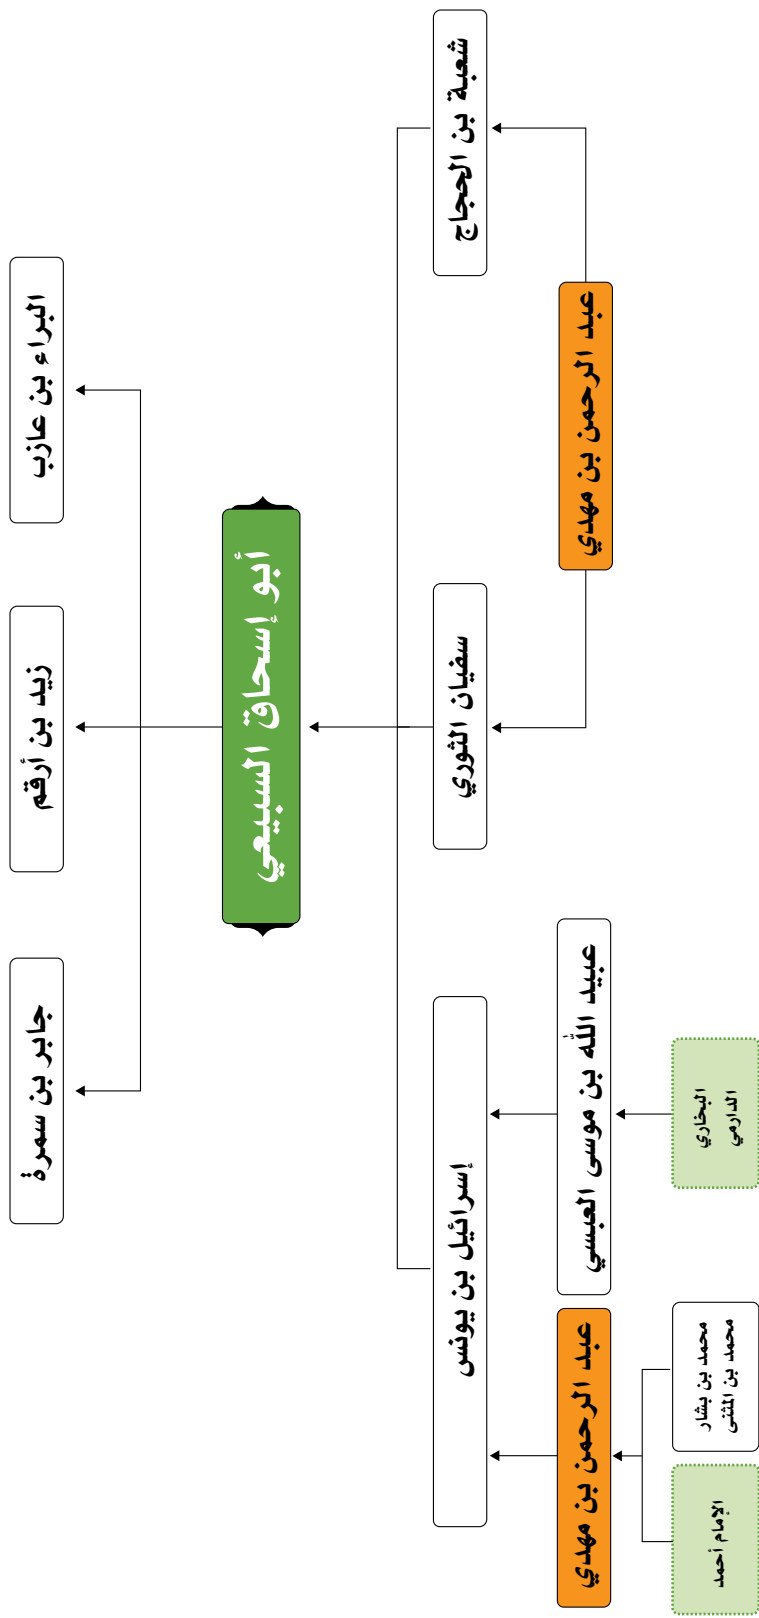 البراء بن عازب
زيد بن أرقم
جابر بن سمرة
أبو إسحاق السبيعي
شعبة بن الحجاج
سفيان الثوري
إسرائيل بن يونس
عبد الرحمن بن مهدي
عبيد الله بن موسى العبسي
عبد الرحمن بن مهدي
البخاري
الدارمي
محمد بن بشار
محمد بن المثنى
الإمام أحمد